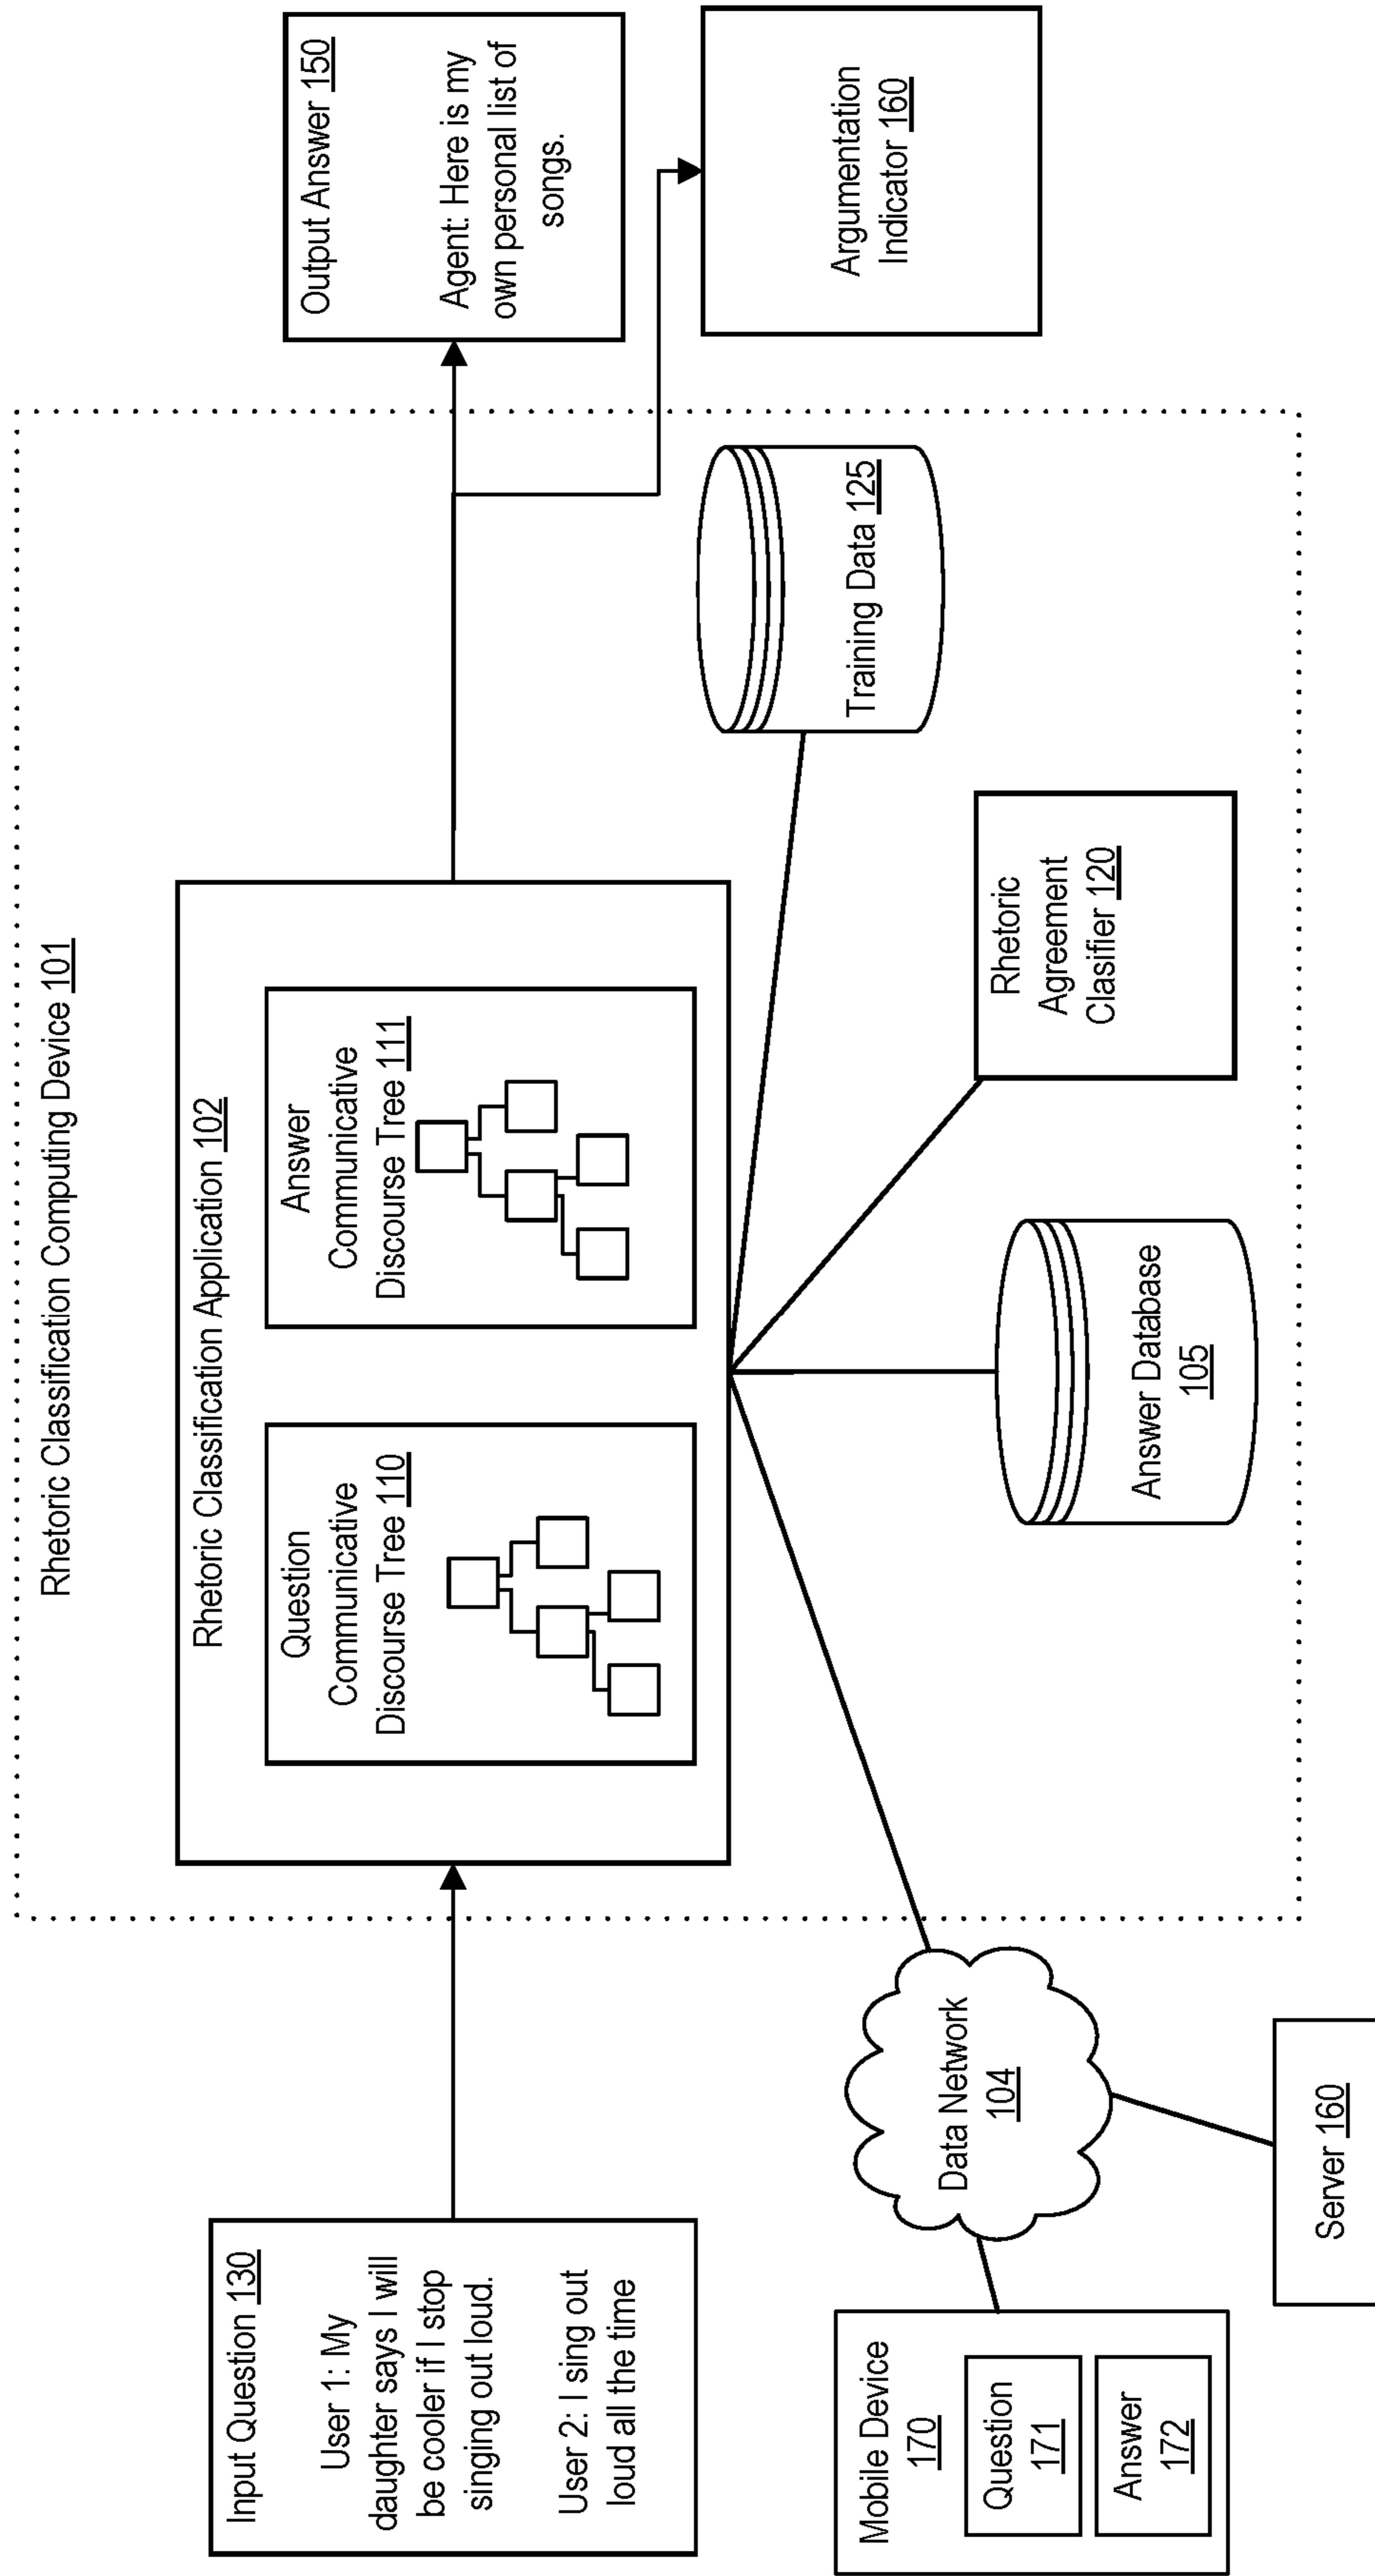 Rhetoric Classification Computing Device 101
Input Question 130
User 1: My
daughter says I will
be cooler if I stop
singing out loud.
User 2: I sing out
loud all the time
Rhetoric Classification Application 102
Question
Communicative
Discourse Tree 110
Answer
Communicative
Discourse Tree 111
Output Answer 150
Agent: Here is my
own personal list of
songs.
Argumentation
Indicator 160
Mobile Device
170
Question
171
Answer
172
Data Network
104
Server 160
Answer Database
105
Rhetoric
Agreement
Clasifier 120
Training Data 125